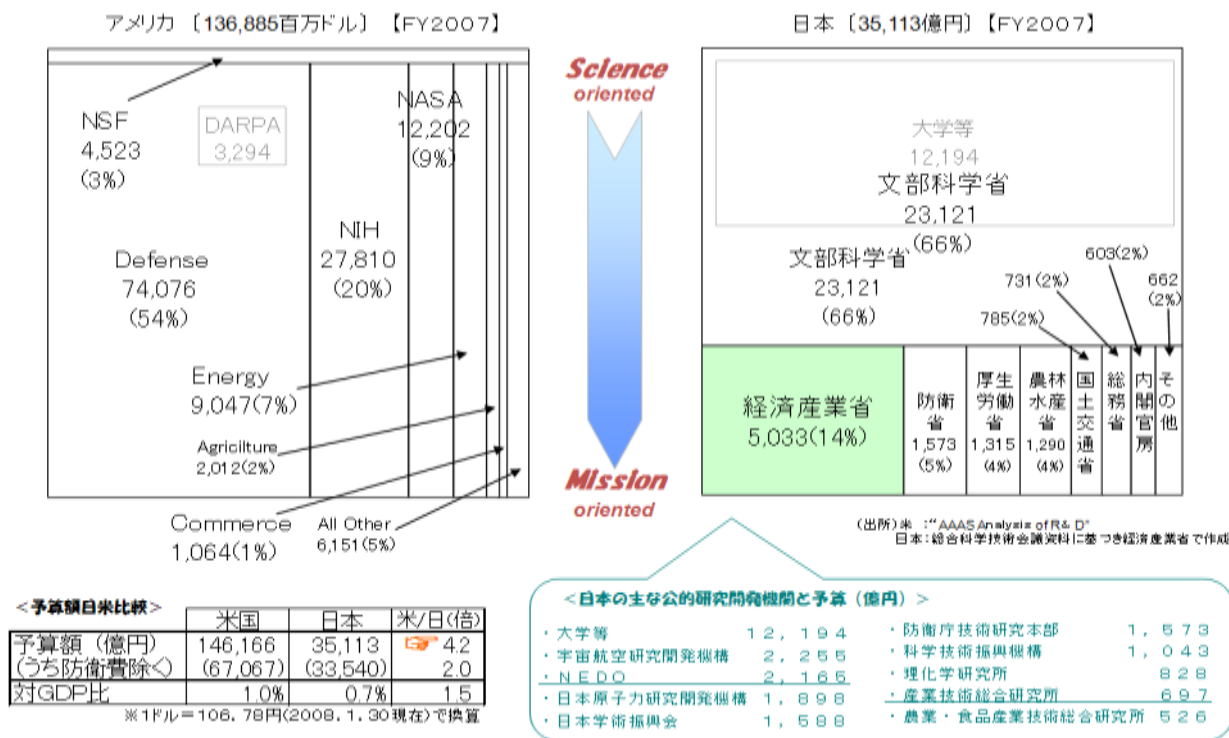 アメリカ 〔136,885百万ドル〕 【FY2007】
NSF
4,523
(3%)
DARPA
3,294
NASA
12,202
(9%)
NIH
27,810
(20%)
Defense
74,076
(54%)
Energy
9,047(7%)
Agricilture
2,012(2%)
Commerce
1,064(1%)
All Other
6,151(5%)
Science
oriented
Mission
oriented
日本〔35,113億円〕【FY2007】
大学等
12,194
文部科学省
23,121
(66%)
文部科学省
23,121
(66%)
785(2%)
731(2%)
603(2%)
662
(2%)
経済産業省
5,033(14%)
防衛省
1,573
(5%)
厚生労働省
1,315
(4%)
農林水産省
1,290
(4%)
国土交通省
総務省
内閣官房
その他
(出所)米 :“AAAS Analysis of R& D"
日本:総合科学技術会議資料に基づき経済産業省で作成
<予算額日米比較>
米国 日本 米/日(倍)
予算額(億円) 146,166 35,113 4.2
(うち防衛費除く) (67,067) (33,540) 2.0
対GDP比 1.0% 0.7% 1.5
※1ドル=106.78円(2008.1.30現在)で換算
<日本の主な公的研究開発機関と予算(億円)>
・大学等 12,194
・宇宙航空研究開発機構 2,255
・NEDO 2,165
・日本原子力研究開発機構 1,898
・日本学術振興会 1,588
・防衛庁技術研究本部 1,573
・科学技術振興機構 1,043
・理化学研究所 828
・産業技術総合研究所 697
・農業・食品産業技術総合研究所 526